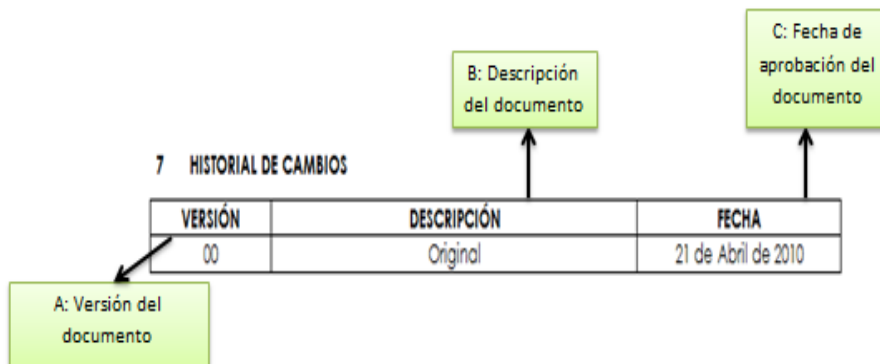 C: Fecha de
aprobación del
documento
B: Descripción
del documento
7 HISTORIAL DE CAMBIOS
VERSIÓN DESCRIPCIÓN FECHA
00 Original 21 de Abril de 2010
A: Versión del
documento